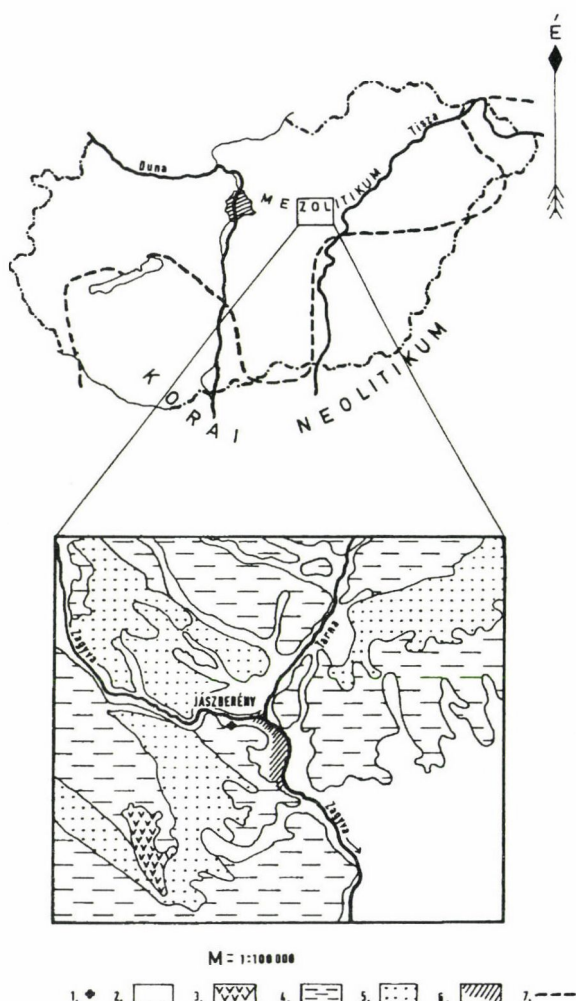 É
Duna
Tisza
MEZOLITIKUM
KORAI NEOLITIKUM
Zagyva
Tarna
JÁSZBERÉNY
Zagyva
M = 1:100 000
1. 2. 3. 4. 5. 6. 7.